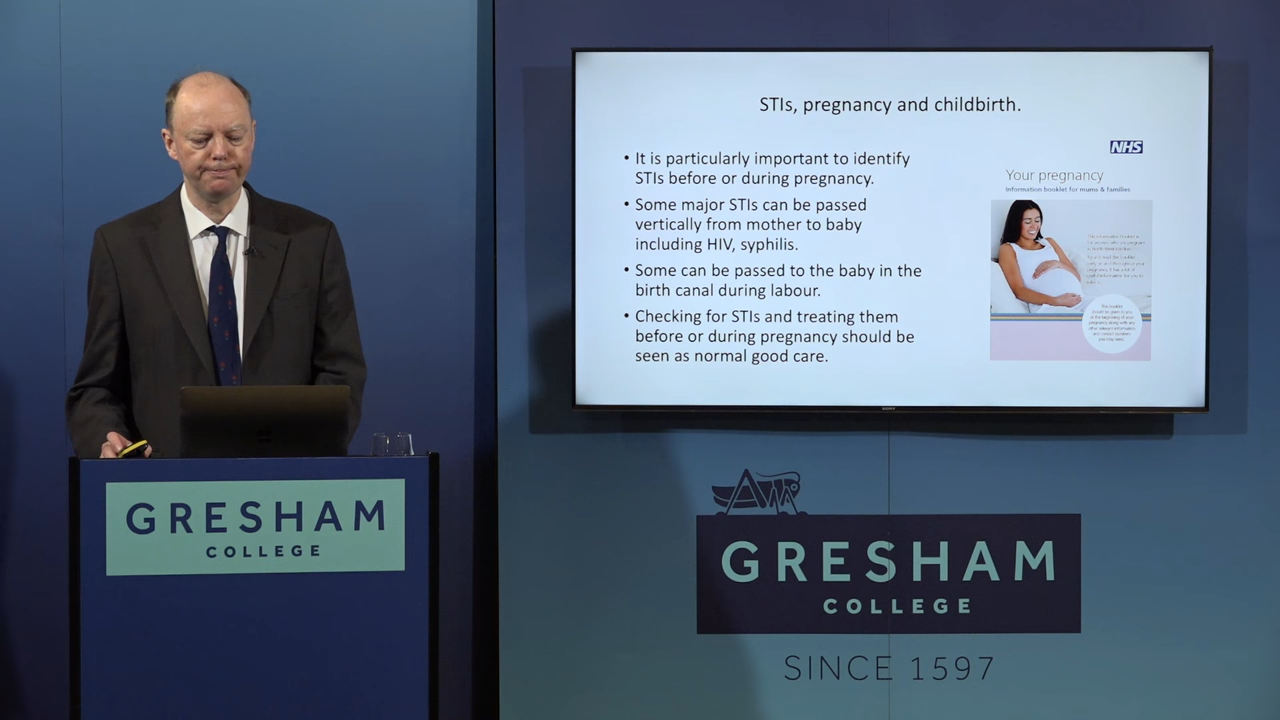 STIs, pregnancy and childbirth.
• It is particularly important to identify
STIs before or during pregnancy.
• Some major STIs can be passed
vertically from mother to baby
including HIV, syphilis.
• Some can be passed to the baby in the
birth canal during labour.
• Checking for STIs and treating them
before or during pregnancy should be
seen as normal good care.
NHS
Your pregnancy
Information booklet for mums & families
SONY
GRESHAM
COLLEGE
GRESHAM
COLLEGE
SINCE 1597